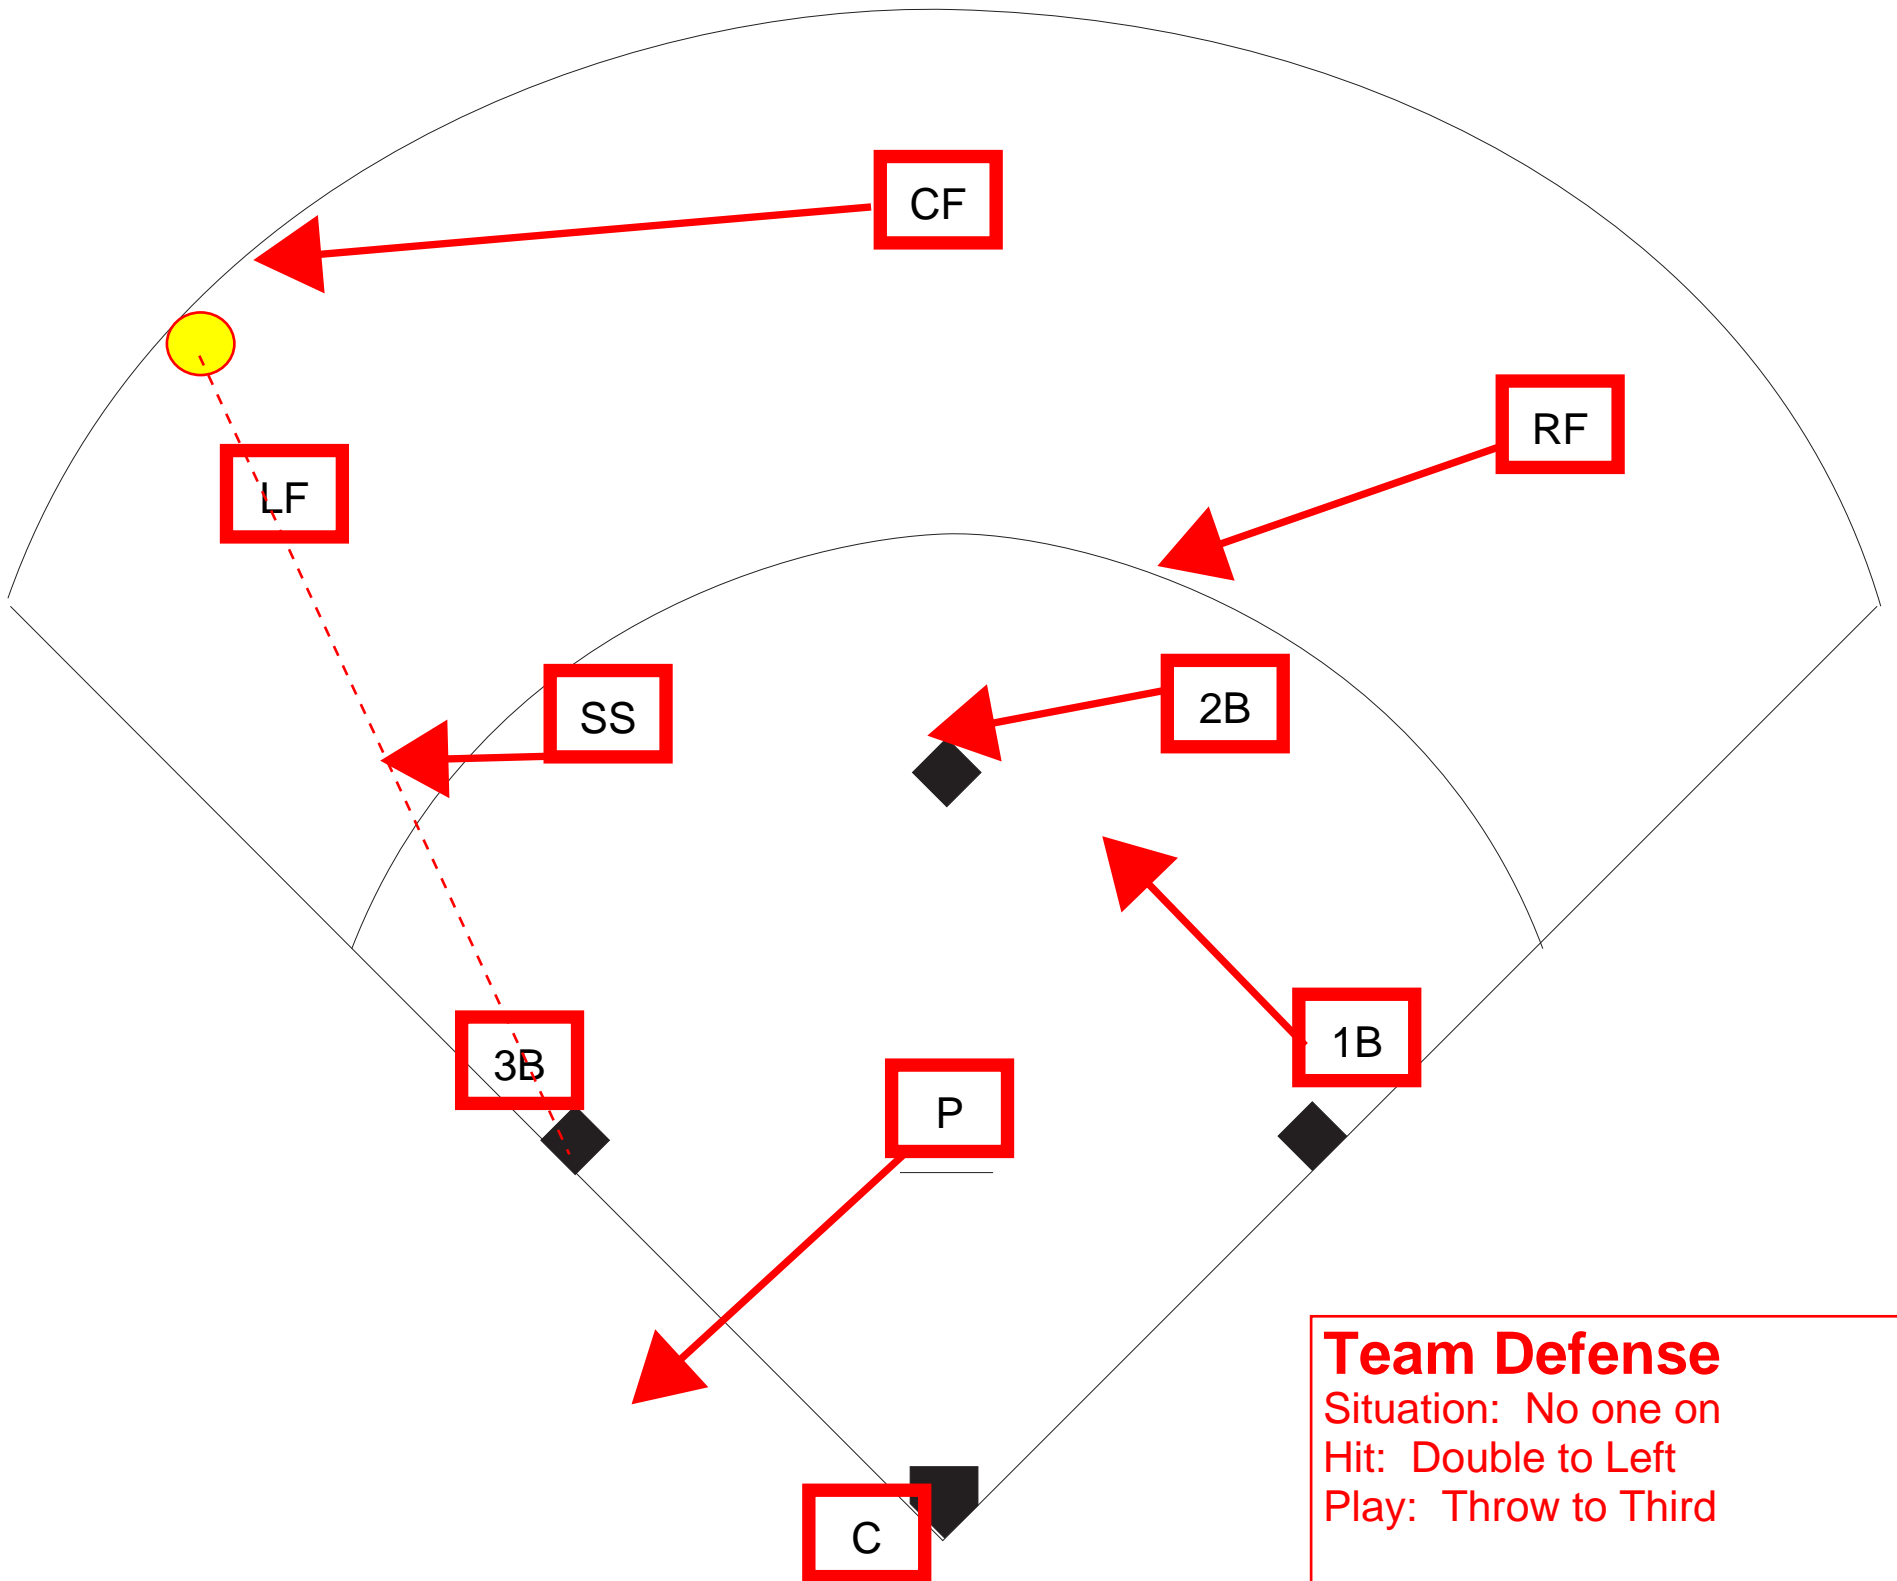 CF
RF
LF
SS
2B
3B
1B
P
C
Team Defense
Situation: No one on
Hit: Double to Left
Play: Throw to Third